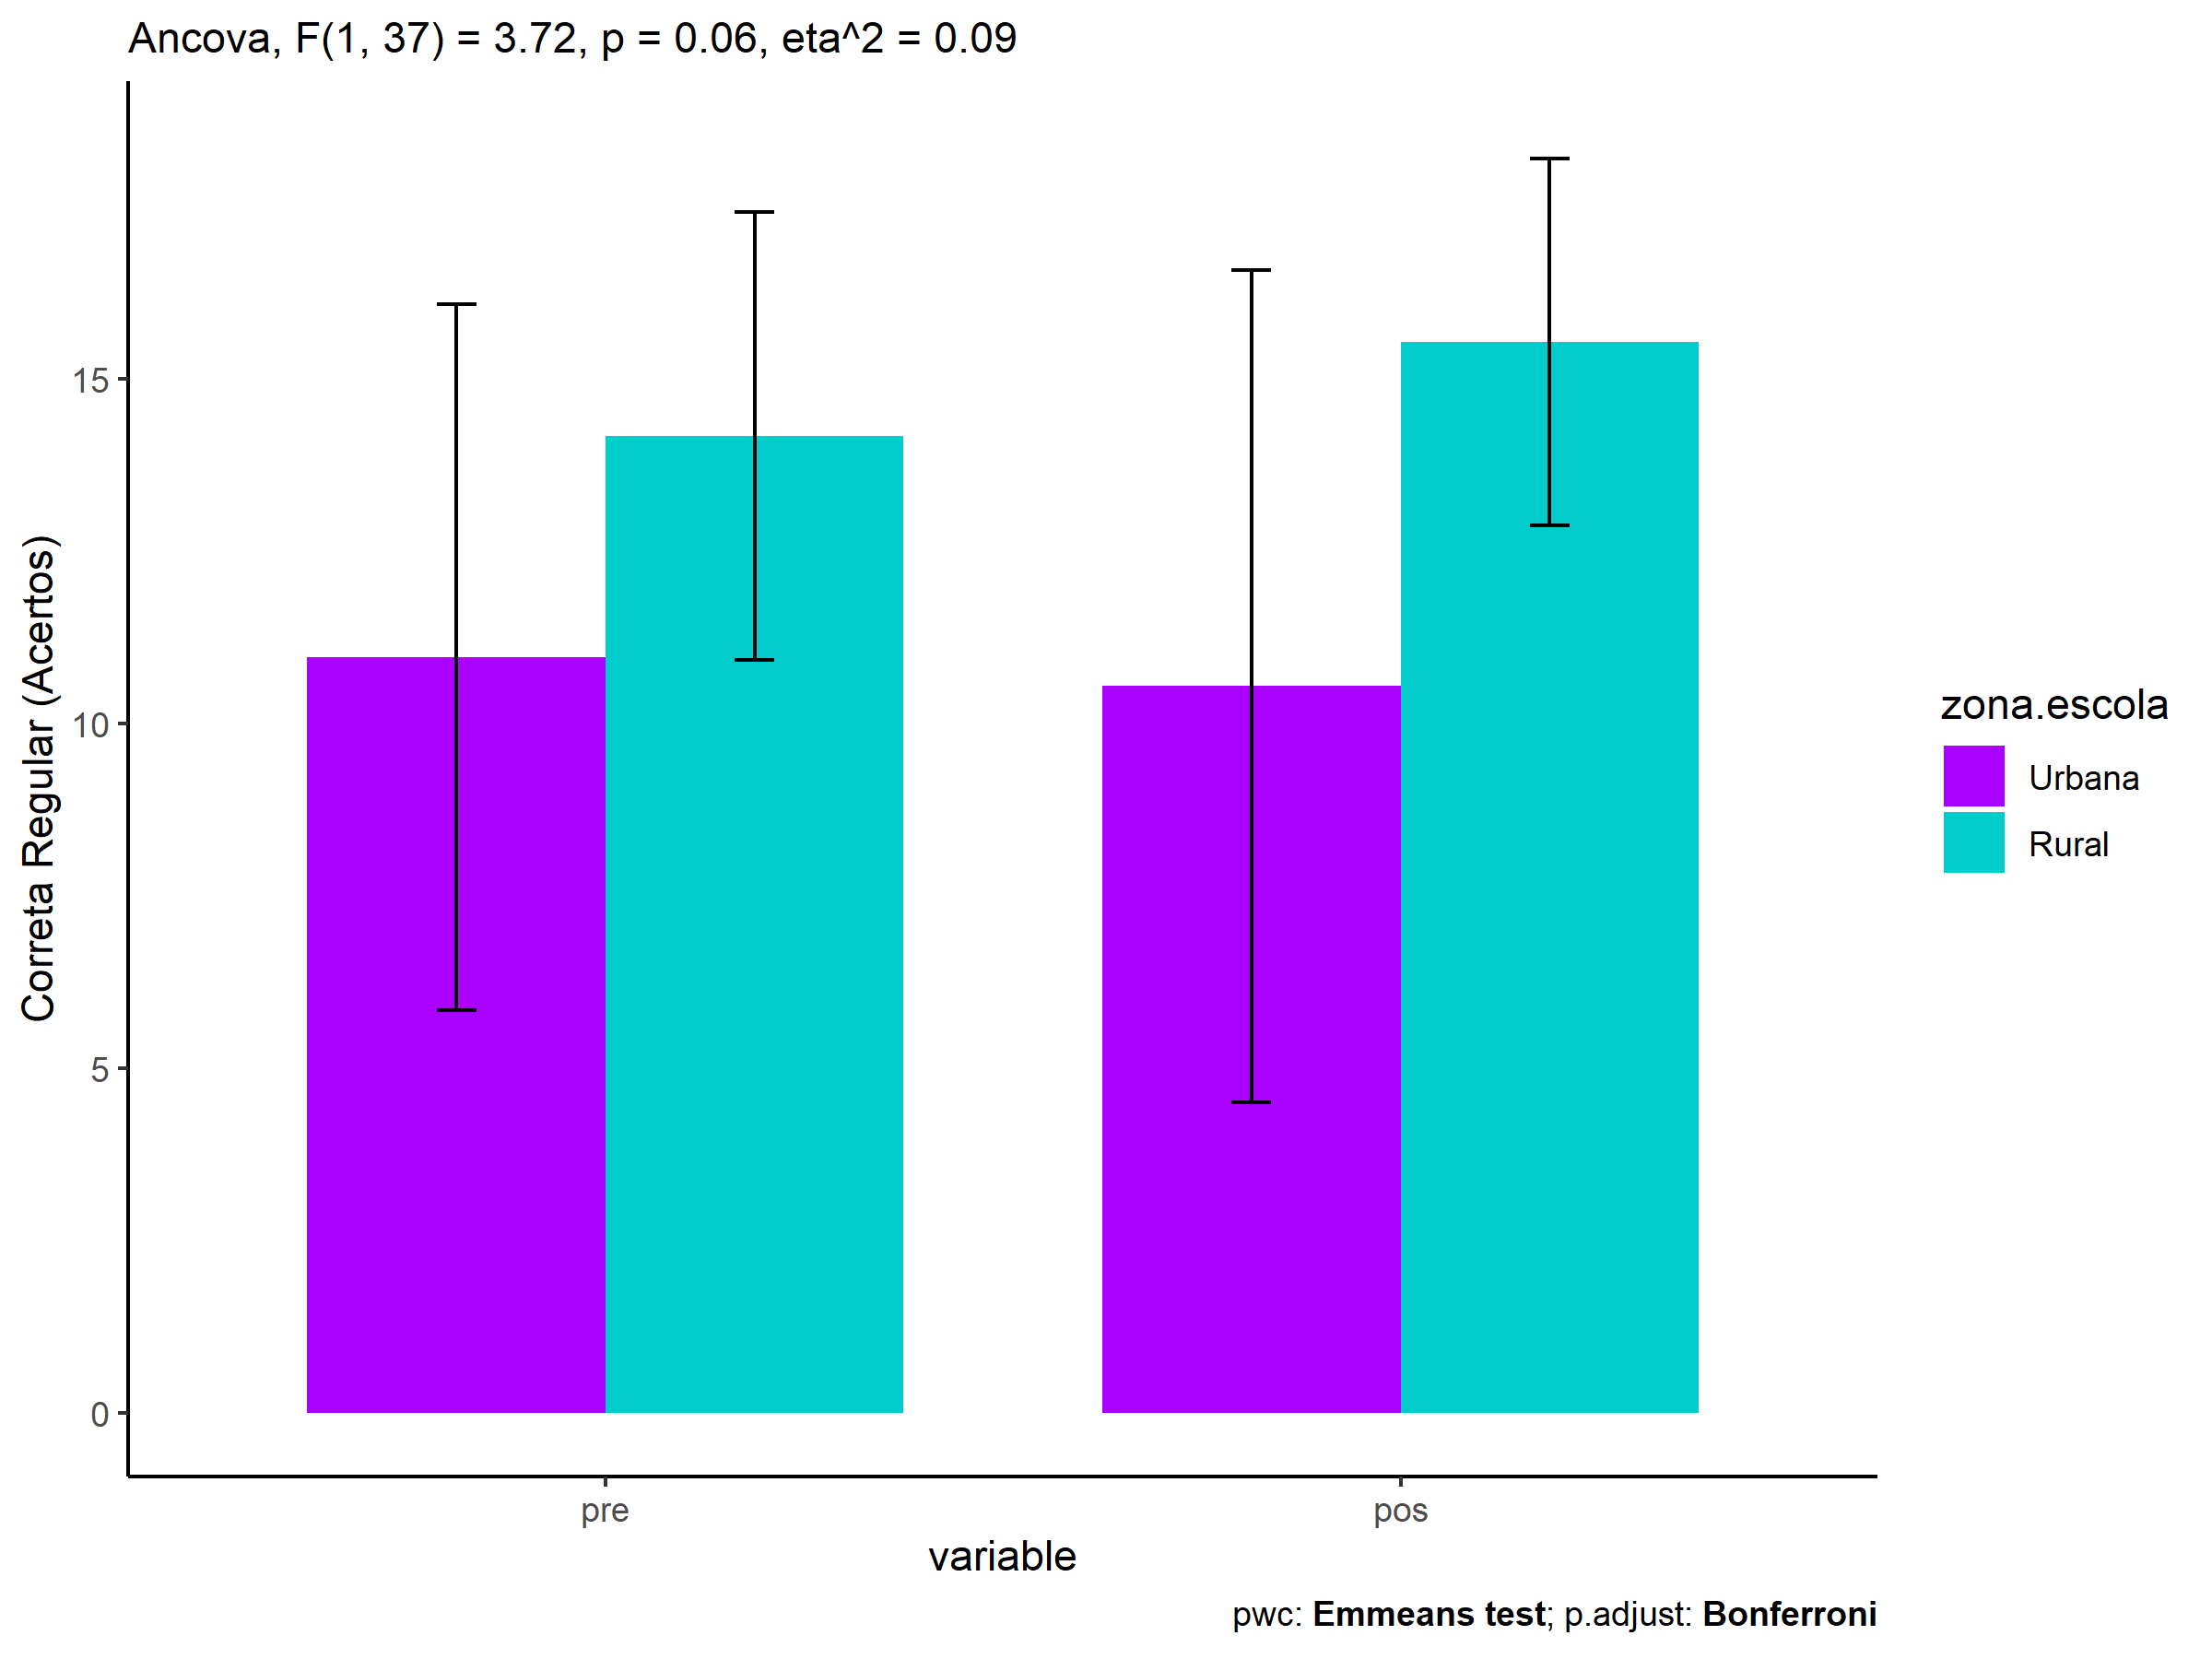 Ancova, F(1, 37) = 3.72, p = 0.06, eta^2 = 0.09
Correta Regular (Acertos)
15
10
5
0
pre
pos
variable
zona.escola
Urbana
Rural
pwc: Emmeans test; p.adjust: Bonferroni